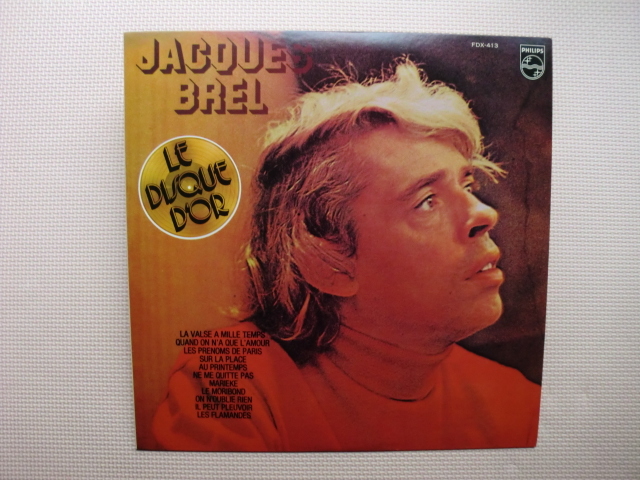 JACQUES
BREL
FDX-413
PHILIPS
LE
DISQUE
D'OR
LA VALSE A MILLE TEMPS
QUAND ON N'A QUE L'AMOUR
LES PRENOMS DE PARIS
SUR LA PLACE
AU PRINTEMPS
NE ME QUITTE PAS
MARIEKE
LE MORIBOND
ON N'OUBLIE RIEN
IL PEUT PLEUVOIR
LES FLAMANDES